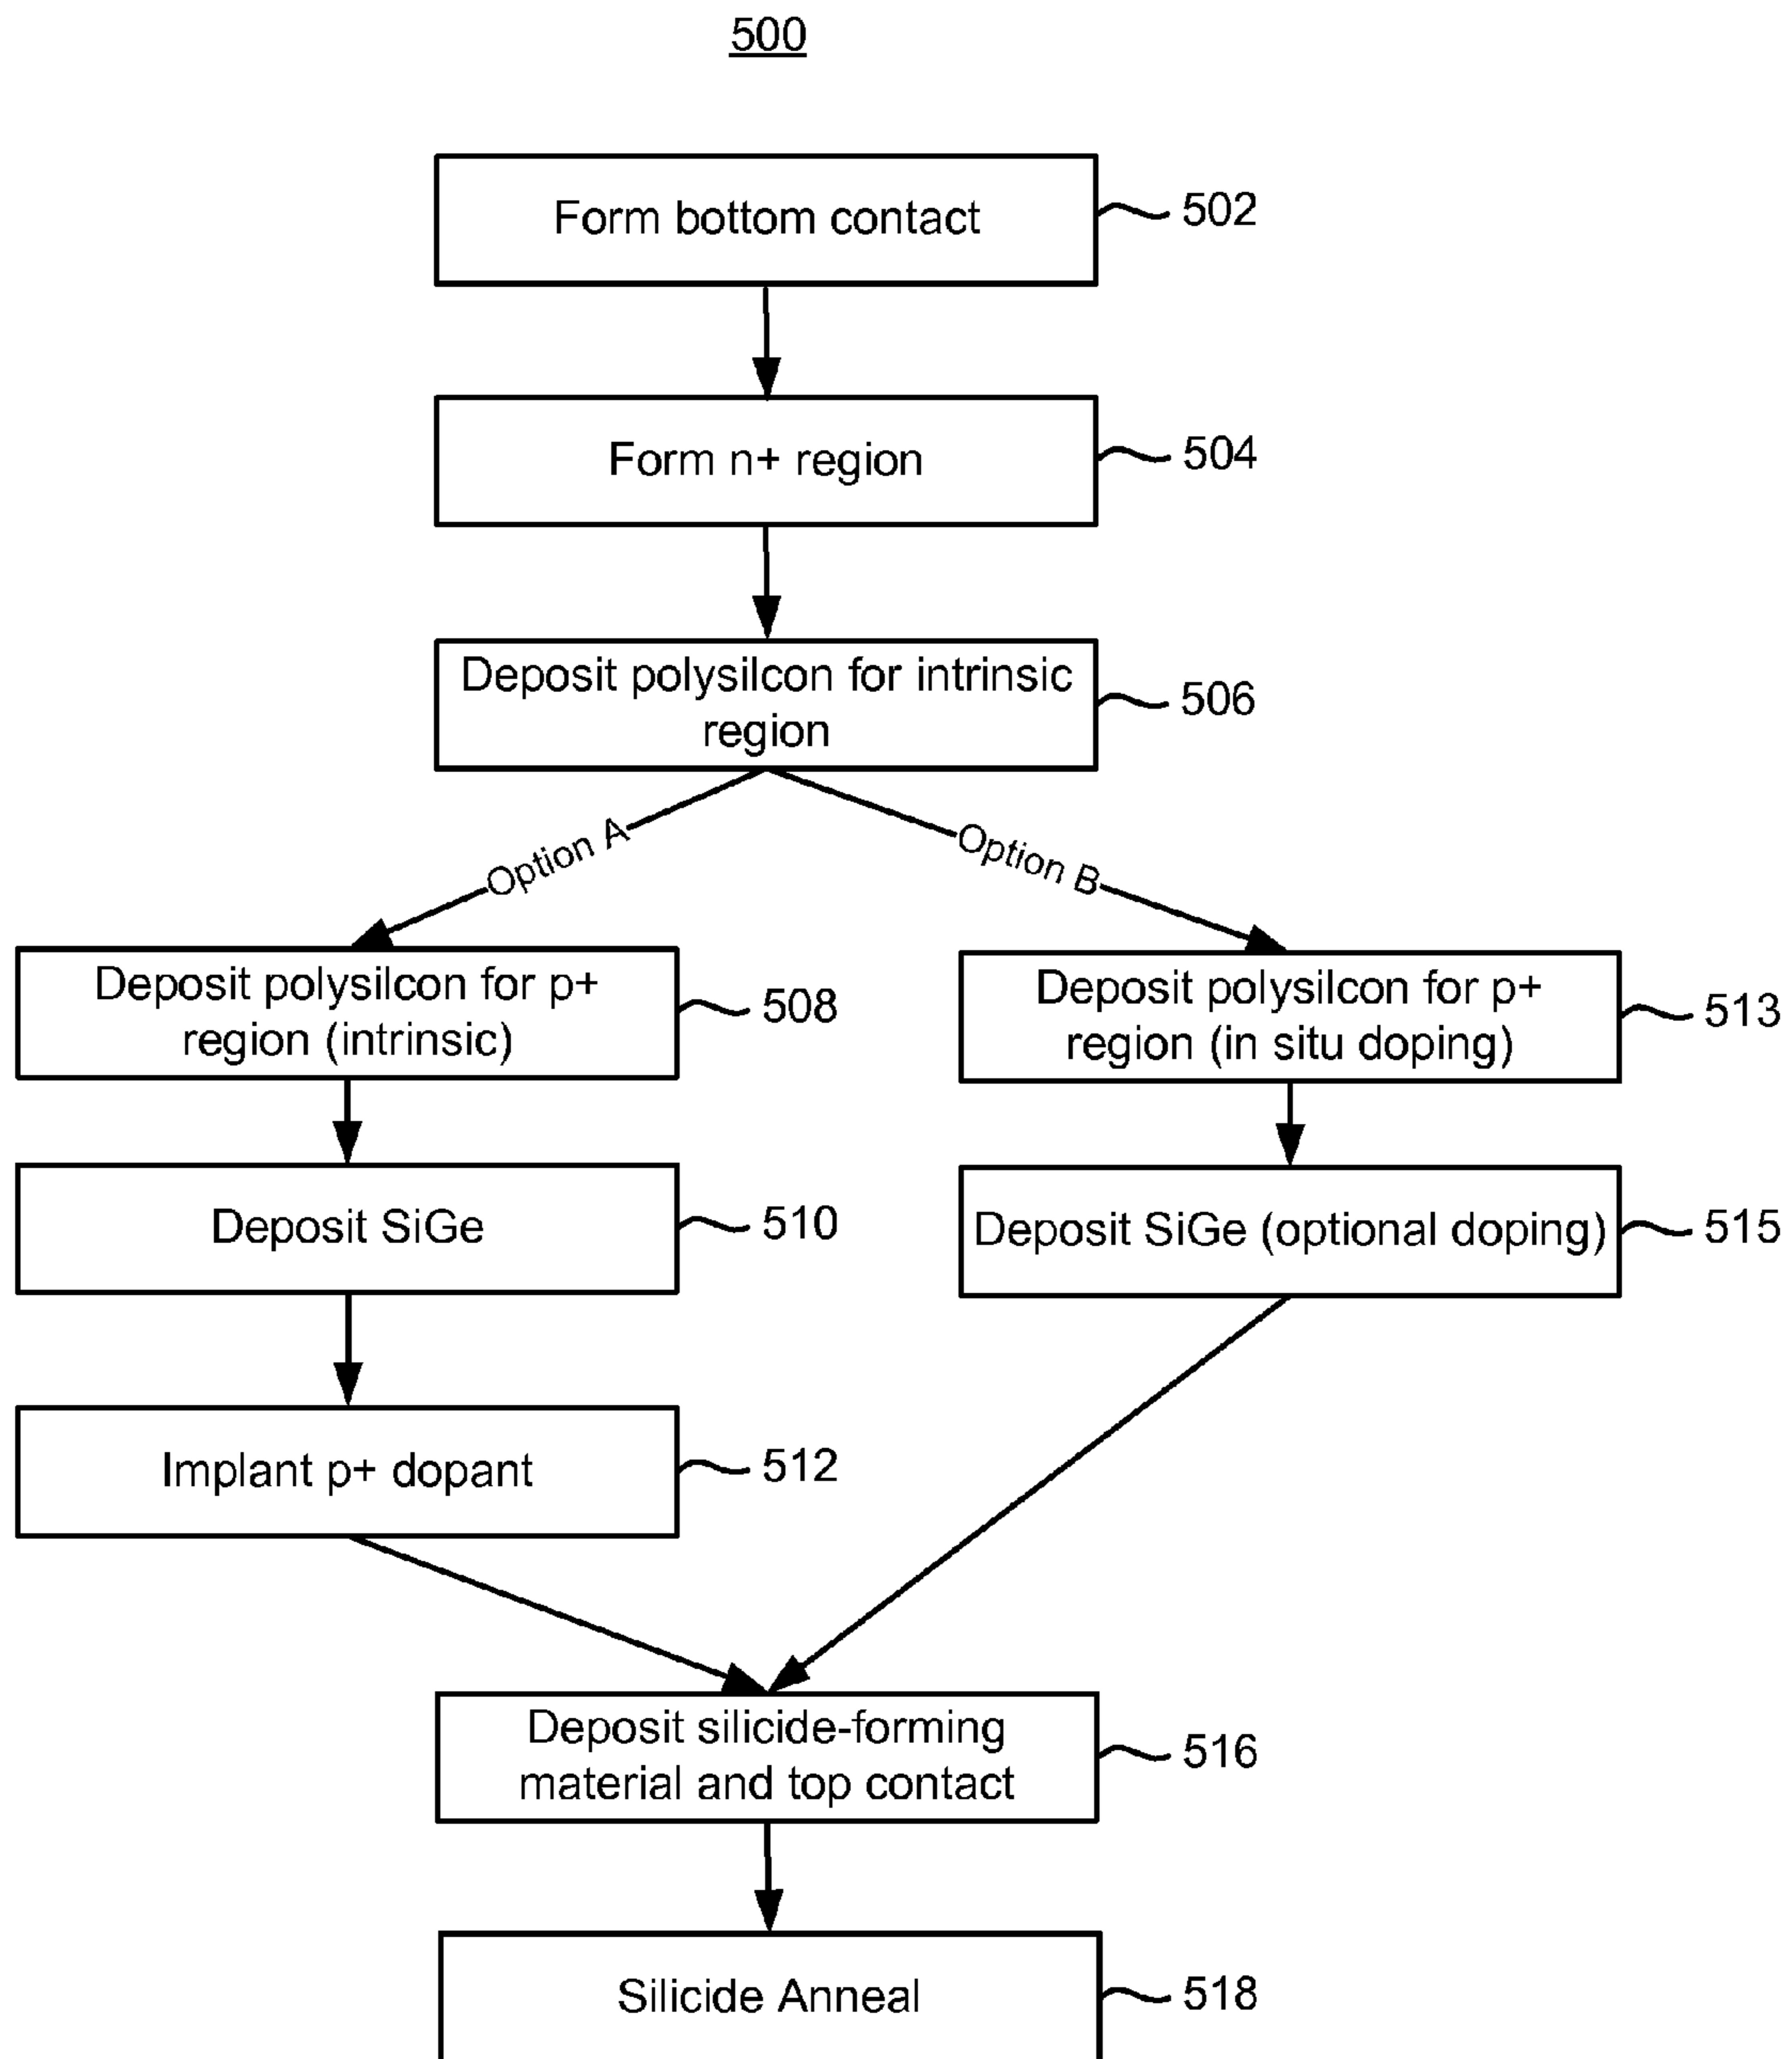 500
Form bottom contact
502
Form n+ region
504
Deposit polysilcon for intrinsic
region
506
Option A
Option B
Deposit polysilcon for p+
region (intrinsic)
508
Deposit polysilcon for p+
region (in situ doping)
513
Deposit SiGe
510
Deposit SiGe (optional doping)
515
Implant p+ dopant
512
Deposit silicide-forming
material and top contact
516
Silicide Anneal
518